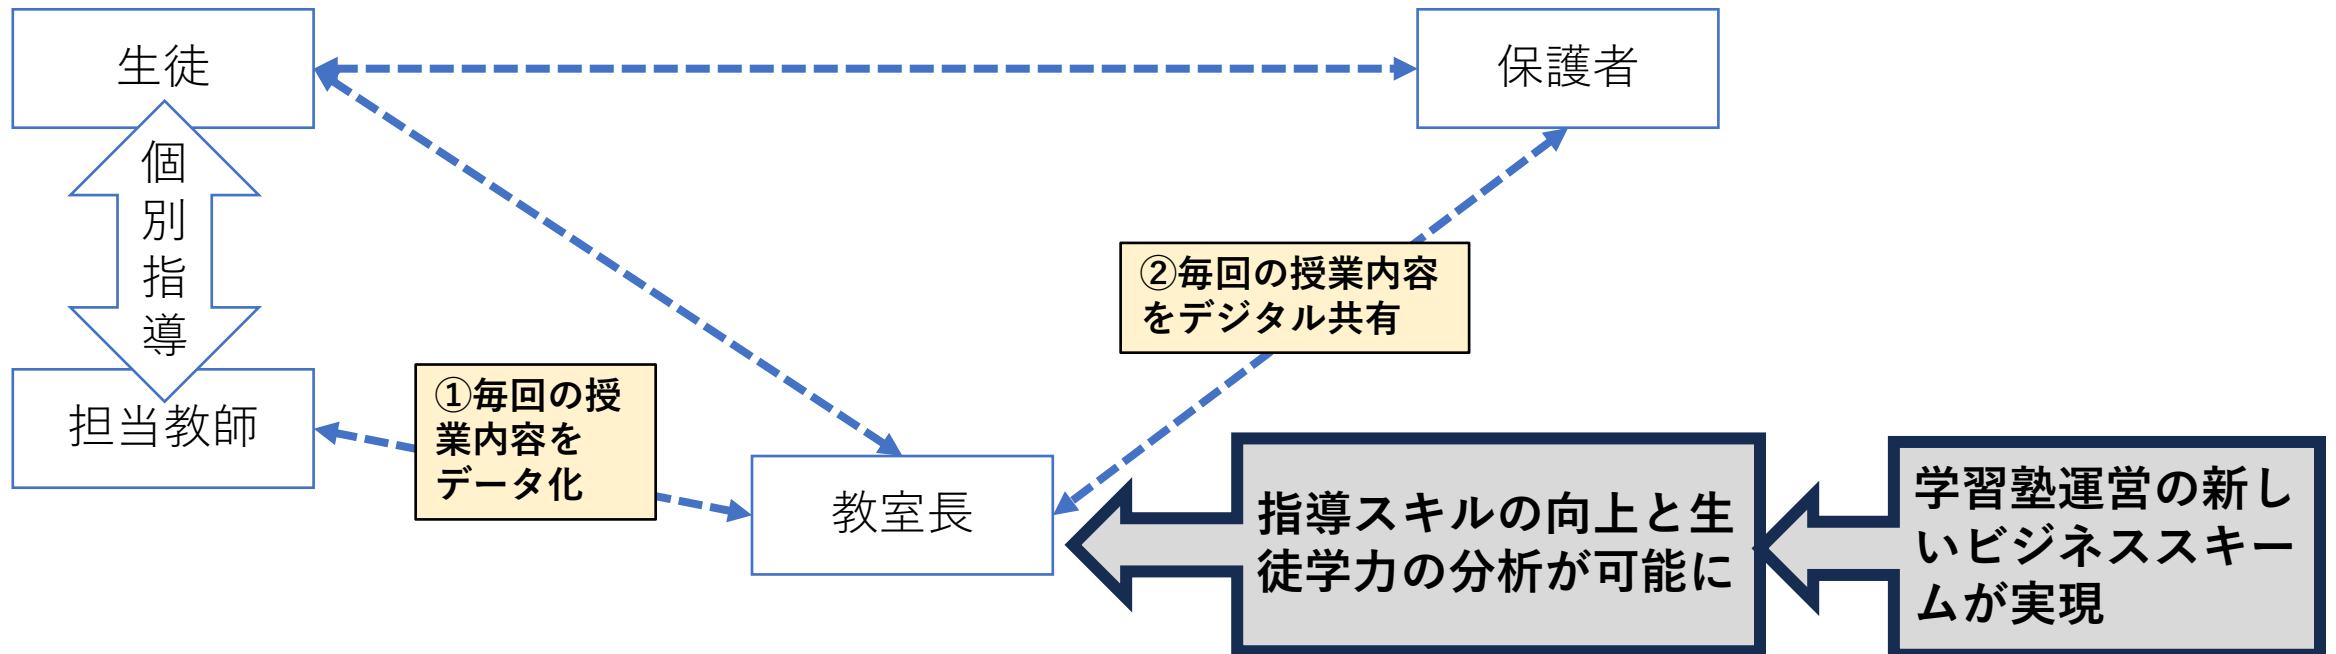 生徒
保護者
個
別
指
導
②毎回の授業内容
をデジタル共有
①毎回の授
業内容を
データ化
担当教師
教室長
指導スキルの向上と生
徒学力の分析が可能に
学習塾運営の新し
いビジネススキー
ムが実現